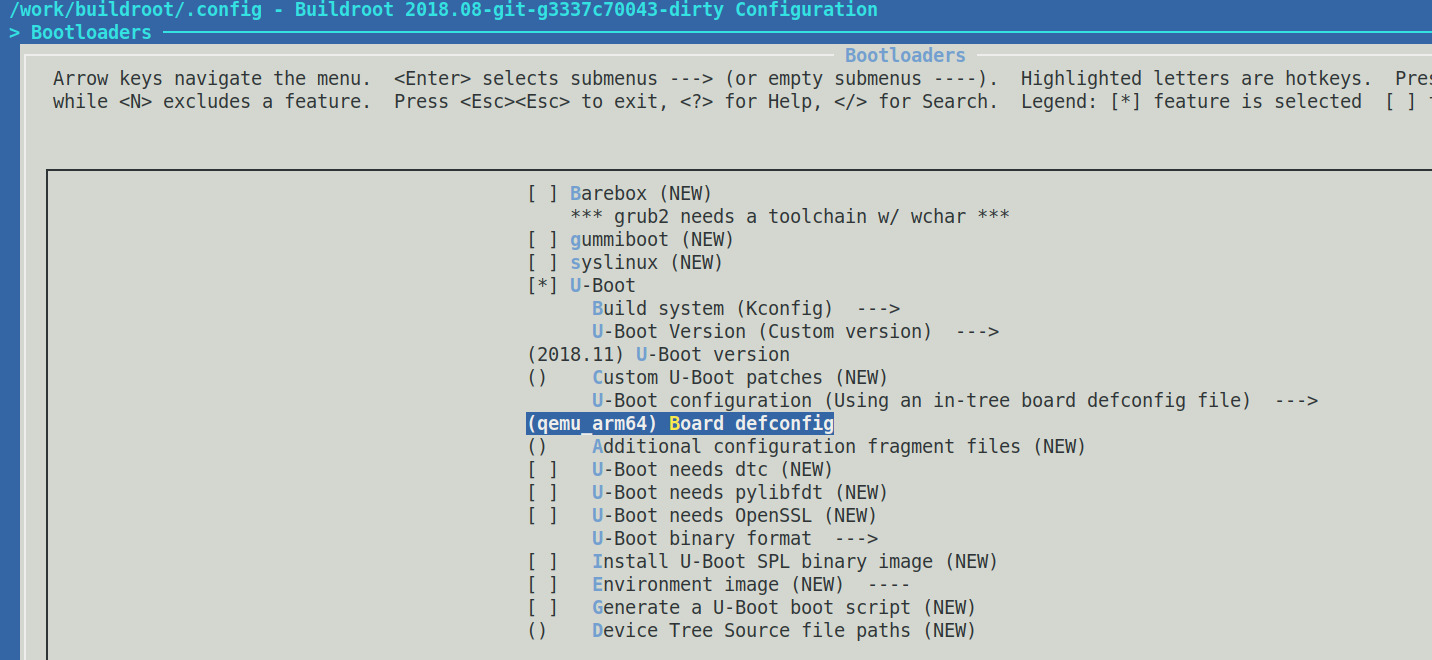 /work/buildroot/.config - Buildroot 2018.08-git-g3337c70043-dirty Configuration
> Bootloaders
Bootloaders
Arrow keys navigate the menu.  <Enter> selects submenus ---> (or empty submenus ----).  Highlighted letters are hotkeys.  Pres
while <N> excludes a feature.  Press <Esc><Esc> to exit, <?> for Help, </> for Search.  Legend: [*] feature is selected  [ ]
[ ] Barebox (NEW)
*** grub2 needs a toolchain w/ wchar ***
[ ] gummiboot (NEW)
[ ] syslinux (NEW)
[*] U-Boot
Build system (Kconfig)  --->
U-Boot Version (Custom version)  --->
(2018.11) U-Boot version
()    Custom U-Boot patches (NEW)
U-Boot configuration (Using an in-tree board defconfig file)  --->
(qemu_arm64) Board defconfig
()    Additional configuration fragment files (NEW)
[ ]   U-Boot needs dtc (NEW)
[ ]   U-Boot needs pylibfdt (NEW)
[ ]   U-Boot needs OpenSSL (NEW)
U-Boot binary format  --->
[ ]   Install U-Boot SPL binary image (NEW)
[ ]   Environment image (NEW)  ----
[ ]   Generate a U-Boot boot script (NEW)
()    Device Tree Source file paths (NEW)